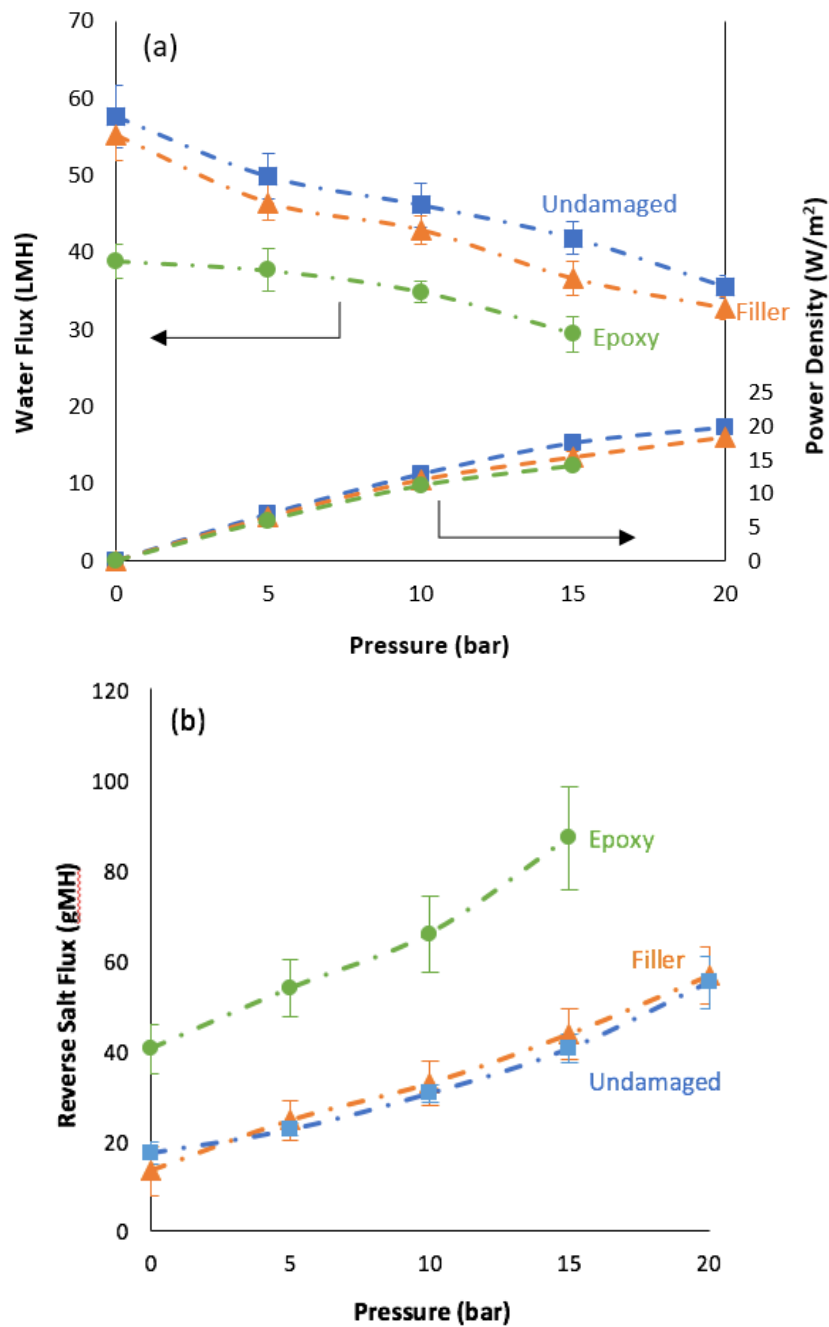 (a)
70
60
50
40
30
20
10
0
Water Flux (LMH)
Undamaged
Filler
Epoxy
25
20
15
10
5
0
Power Density (W/m²)
0 5 10 15 20
Pressure (bar)
(b)
120
100
80
60
40
20
0
Reverse Salt Flux (gMH)
Epoxy
Filler
Undamaged
0 5 10 15 20
Pressure (bar)